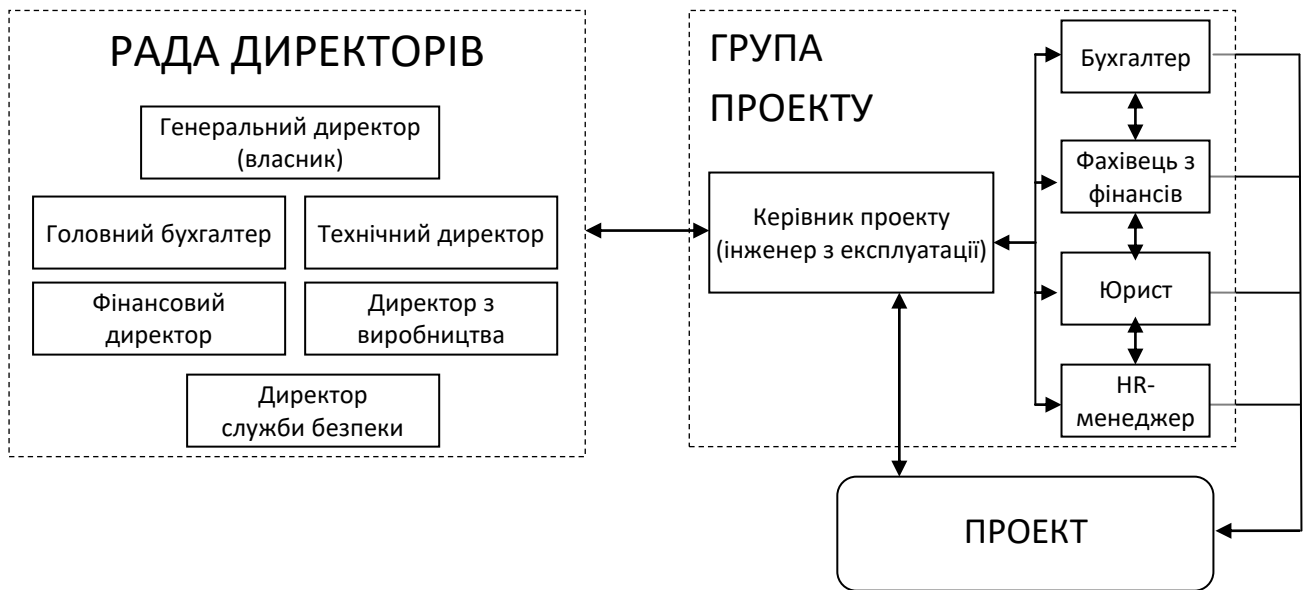 РАДА ДИРЕКТОРІВ
Генеральний директор
(власник)
Головний бухгалтер
Технічний директор
Фінансовий
директор
Директор з
виробництва
Директор
служби безпеки
ГРУПА
ПРОЕКТУ
Керівник проекту
(інженер з експлуатації)
Бухгалтер
Фахівець з
фінансів
Юрист
HR-
менеджер
ПРОЕКТ